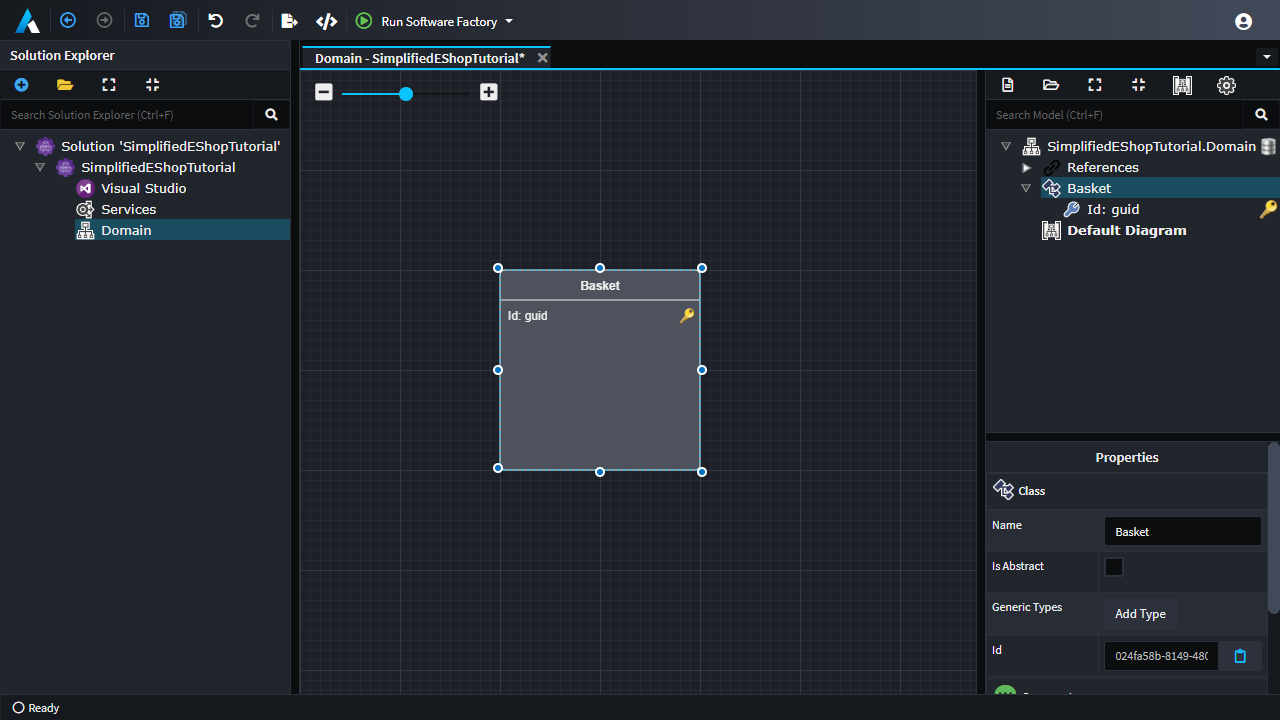 Run Software Factory
Solution Explorer
Search Solution Explorer (Ctrl+F)
Solution 'SimplifiedEShopTutorial'
SimplifiedEShopTutorial
Visual Studio
Services
Domain
Domain - SimplifiedEShopTutorial*
Basket
Id: guid
Search Model (Ctrl+F)
SimplifiedEShopTutorial.Domain
References
Basket
Id: guid
Default Diagram
Properties
Class
Name
Basket
Is Abstract
Generic Types
Add Type
Id
024fa58b-8149-480
Ready